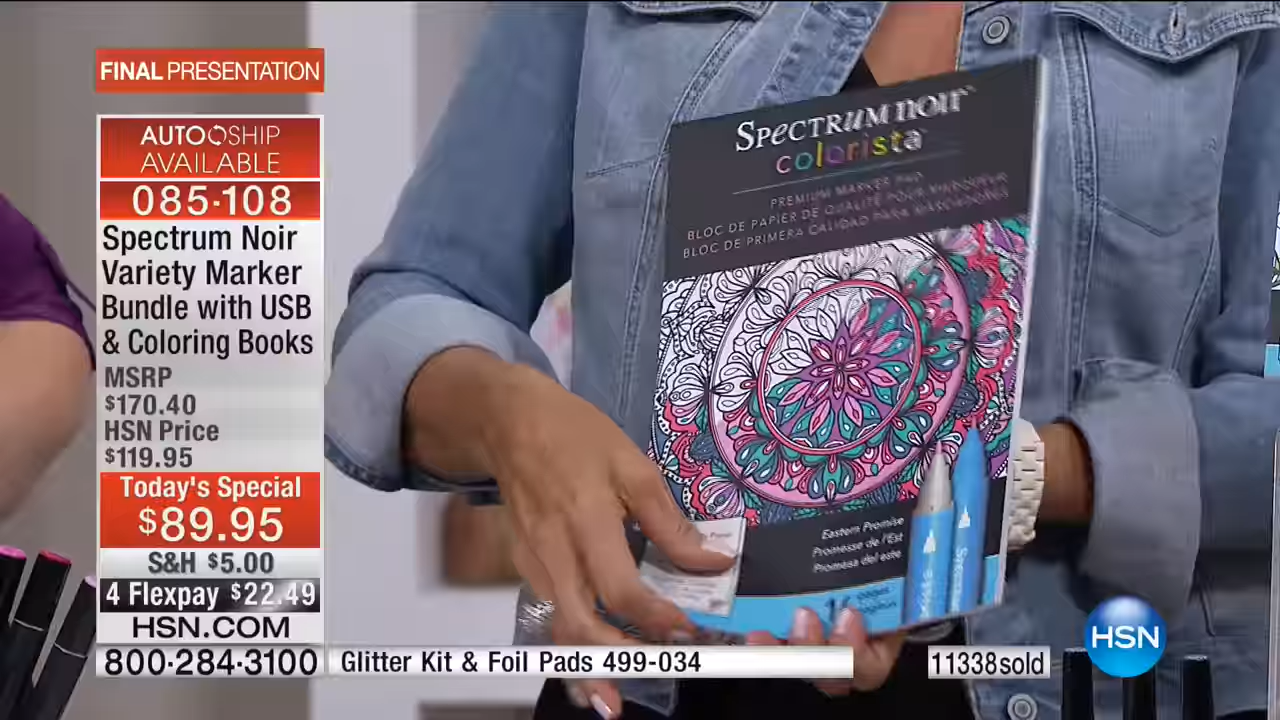 FINAL PRESENTATION
AUTOSHIP
AVAILABLE
085-108
Spectrum Noir
Variety Marker
Bundle with USB
& Coloring Books
MSRP
$170.40
HSN Price
$119.95
Today's Special
$89.95
S&H $5.00
4 Flexpay $22.49
HSN.COM
800-284-3100
Glitter Kit & Foil Pads 499-034
11338sold
HSN
SPECTRUM NOIR
colorista
PREMIUM MARKER PAD
BLOC DE PAPIER DE QUALITÉ POUR MARQUEUR
BLOC DE PRIMERA CALIDAD PARA MARCADORES
Eastern Promise
Promesse de l'Est
Promesa del este